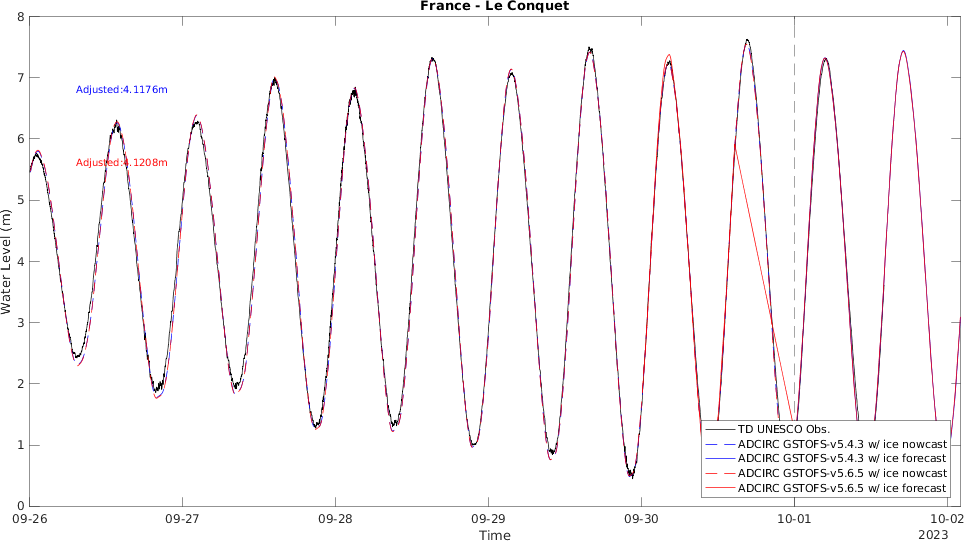 France - Le Conquet
8
7
6
5
4
3
2
1
0
Water Level (m)
Adjusted:4.1176m
Adjusted:4.1208m
TD UNESCO Obs.
ADCIRC GSTOFS-v5.4.3 w/ ice nowcast
ADCIRC GSTOFS-v5.4.3 w/ ice forecast
ADCIRC GSTOFS-v5.6.5 w/ ice nowcast
ADCIRC GSTOFS-v5.6.5 w/ ice forecast
09-26 09-27 09-28 09-29 09-30 10-01 10-02
Time
2023